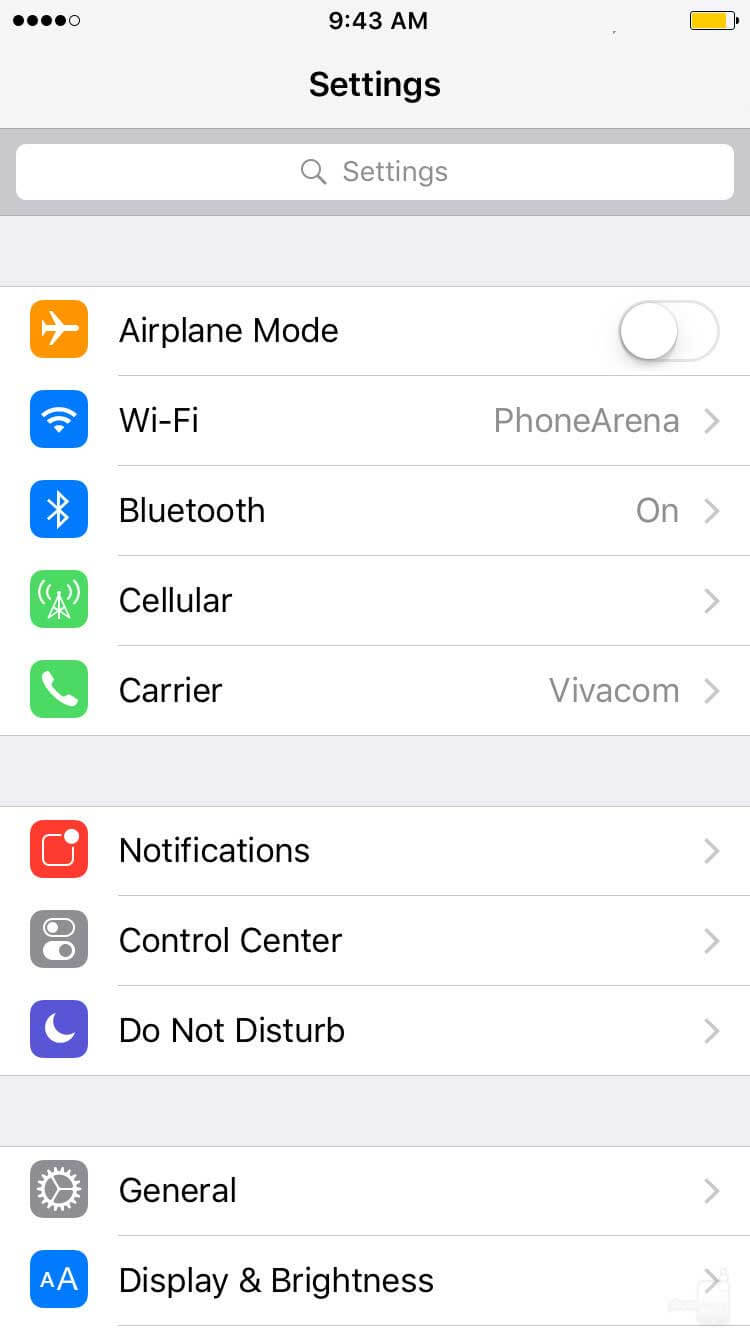 9:43 AM
Settings
Settings
Airplane Mode
Wi-Fi PhoneArena
Bluetooth On
Cellular
Carrier Vivacom
Notifications
Control Center
Do Not Disturb
General
AA Display & Brightness